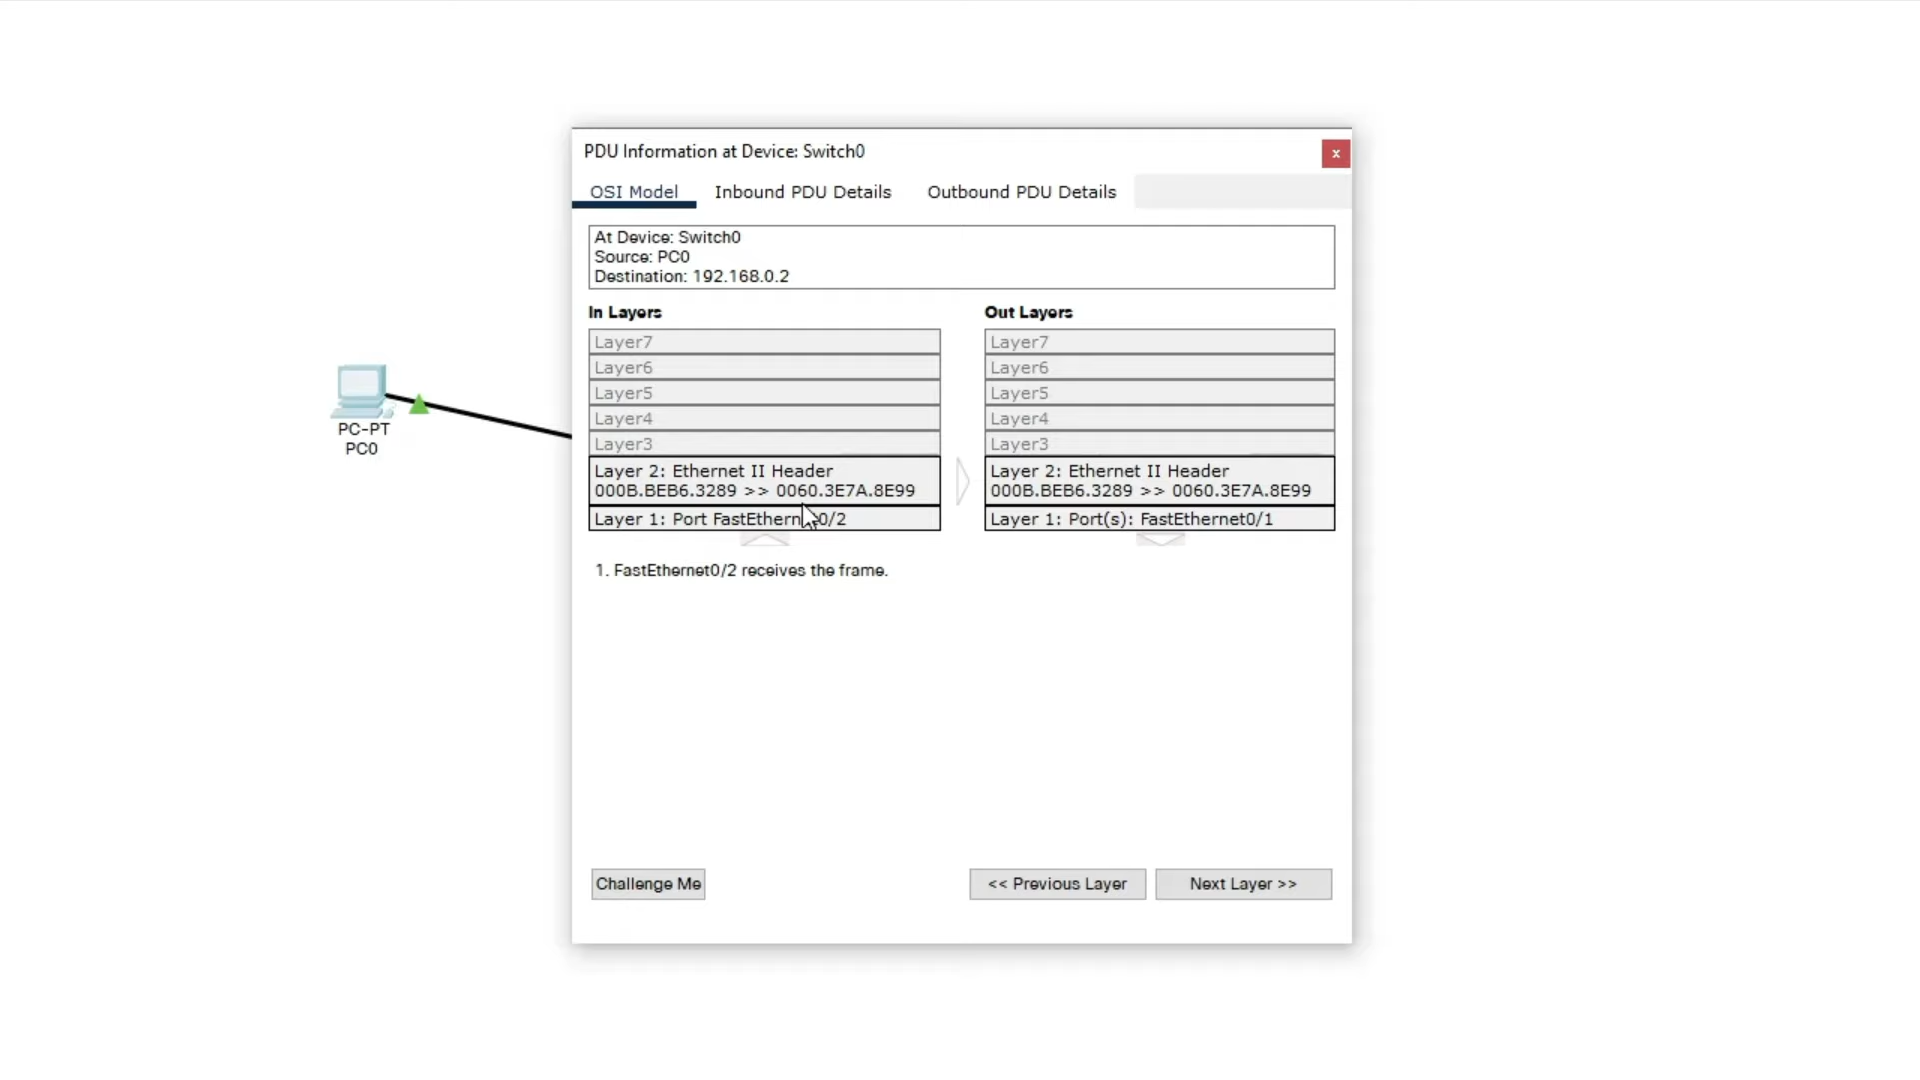 PDU Information at Device: Switch0
x
OSI Model
Inbound PDU Details
Outbound PDU Details
At Device: Switch0
Source: PC0
Destination: 192.168.0.2
In Layers
Layer7
Layer6
Layer5
Layer4
Layer3
Layer 2: Ethernet II Header
000B.BEB6.3289 >> 0060.3E7A.8E99
Layer 1: Port FastEthernet0/2
Out Layers
Layer7
Layer6
Layer5
Layer4
Layer3
Layer 2: Ethernet II Header
000B.BEB6.3289 >> 0060.3E7A.8E99
Layer 1: Port(s): FastEthernet0/1
1. FastEthernet0/2 receives the frame.
Challenge Me
<< Previous Layer
Next Layer >>
PC-PT
PC0